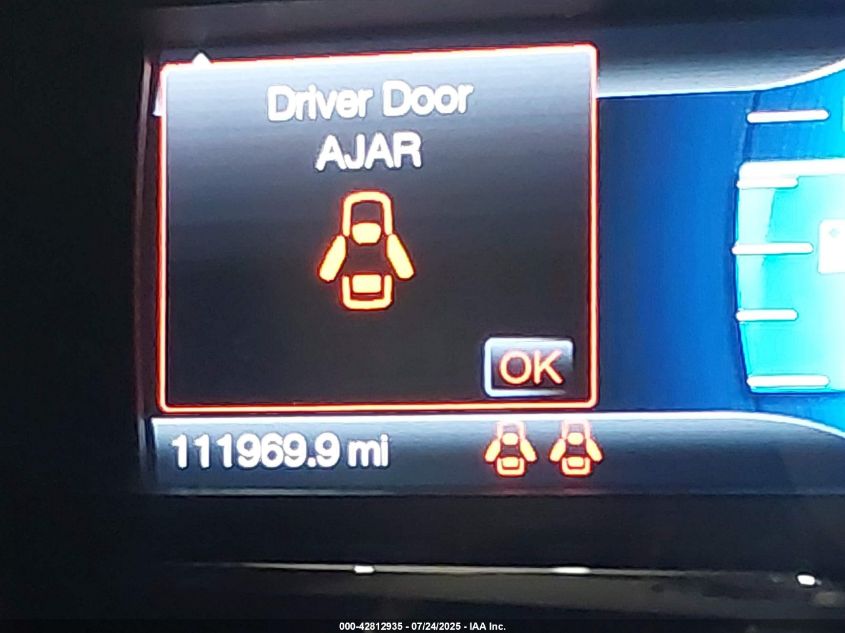 Driver Door
AJAR
OK
111969.9 mi
000-42812935 - 07/24/2025 - IAA Inc.